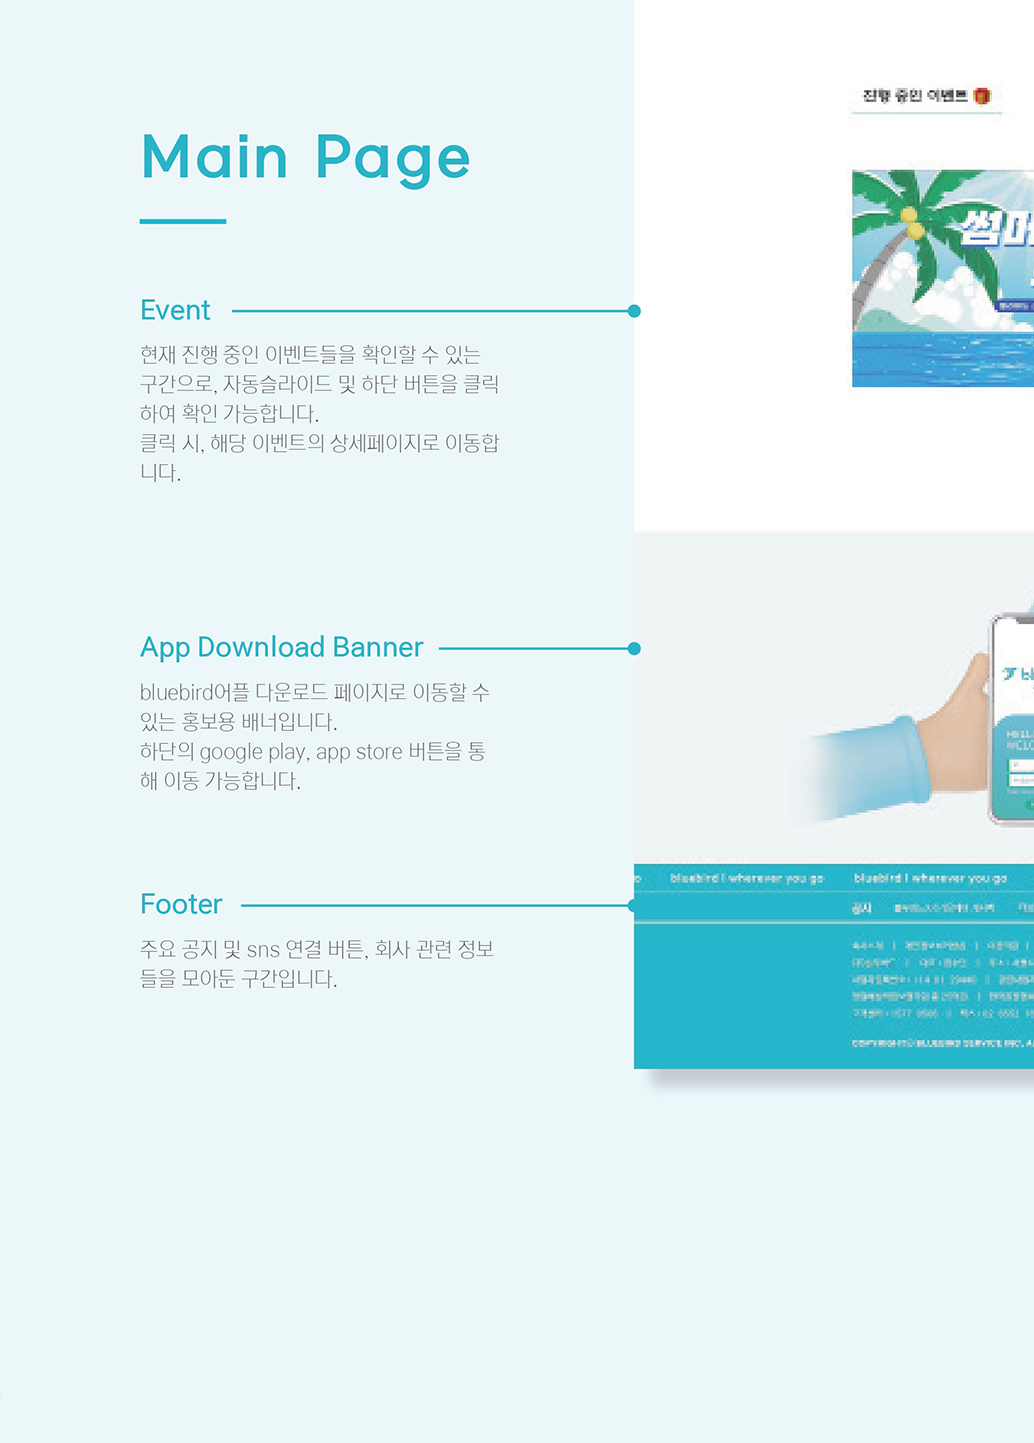 Main Page
Event
현재 진행 중인 이벤트들을 확인할 수 있는
구간으로, 자동슬라이드 및 하단 버튼을 클릭
하여 확인 가능합니다.
클릭 시, 해당 이벤트의 상세페이지로 이동합
니다.
App Download Banner
bluebird어플 다운로드 페이지로 이동할 수
있는 홍보용 배너입니다.
하단의 google play, app store 버튼을 통
해 이동 가능합니다.
Footer
주요 공지 및 sns 연결 버튼, 회사 관련 정보
들을 모아둔 구간입니다.
진행 중인 이벤트
썸머
bluebird | wherever you go
bluebird | wherever you go
공지
COPYRIGHT© BLUEBIRD SERVICE INC.